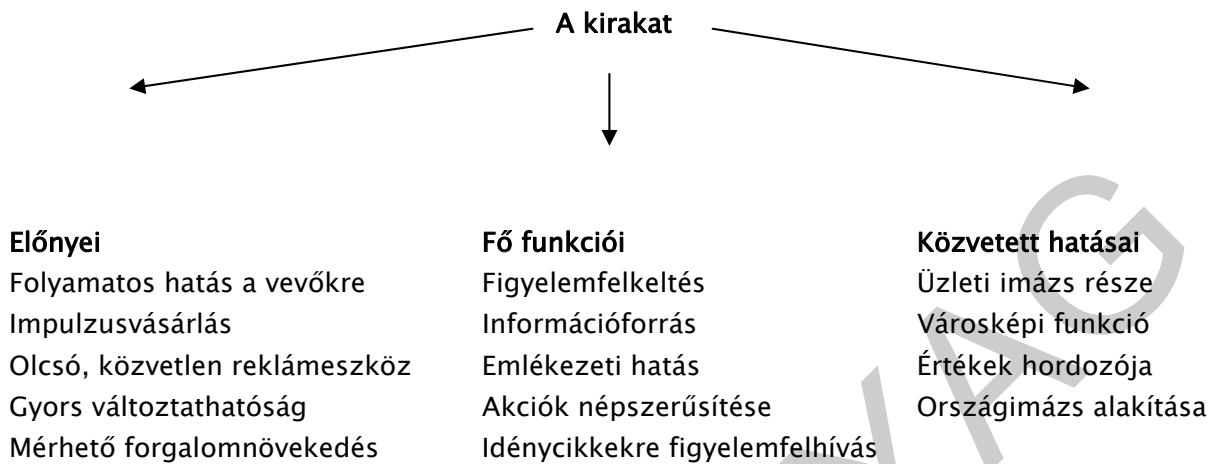 A kirakat
Előnyei
Folyamatos hatás a vevőkre
Impulzusvásárlás
Olcsó, közvetlen reklámeszköz
Gyors változtathatóság
Mérhető forgalomnövekedés
Fő funkciói
Figyelemfelkeltés
Információforrás
Emlékezeti hatás
Akciók népszerűsítése
Idénycikkekre figyelemfelhívás
Közvetett hatásai
Üzleti imázs része
Városképi funkció
Értékek hordozója
Országimázs alakítása
YAG